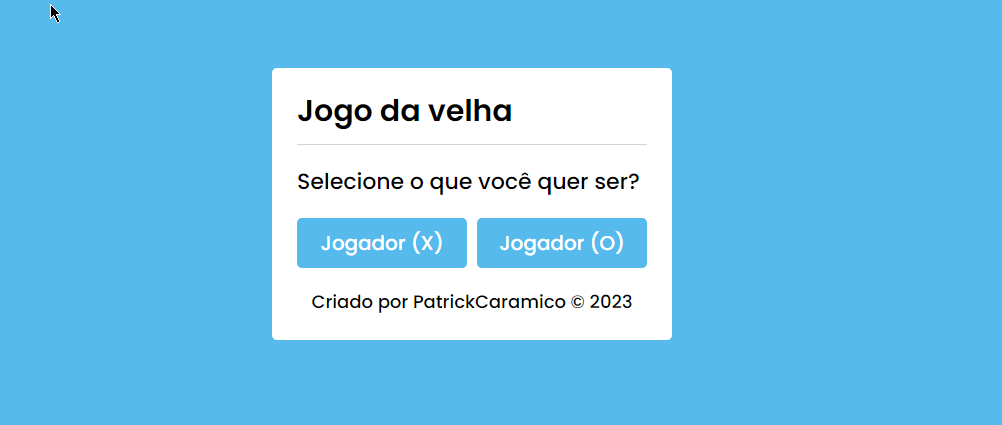 Jogo da velha
Selecione o que você quer ser?
Jogador (X) Jogador (O)
Criado por PatrickCaramico © 2023